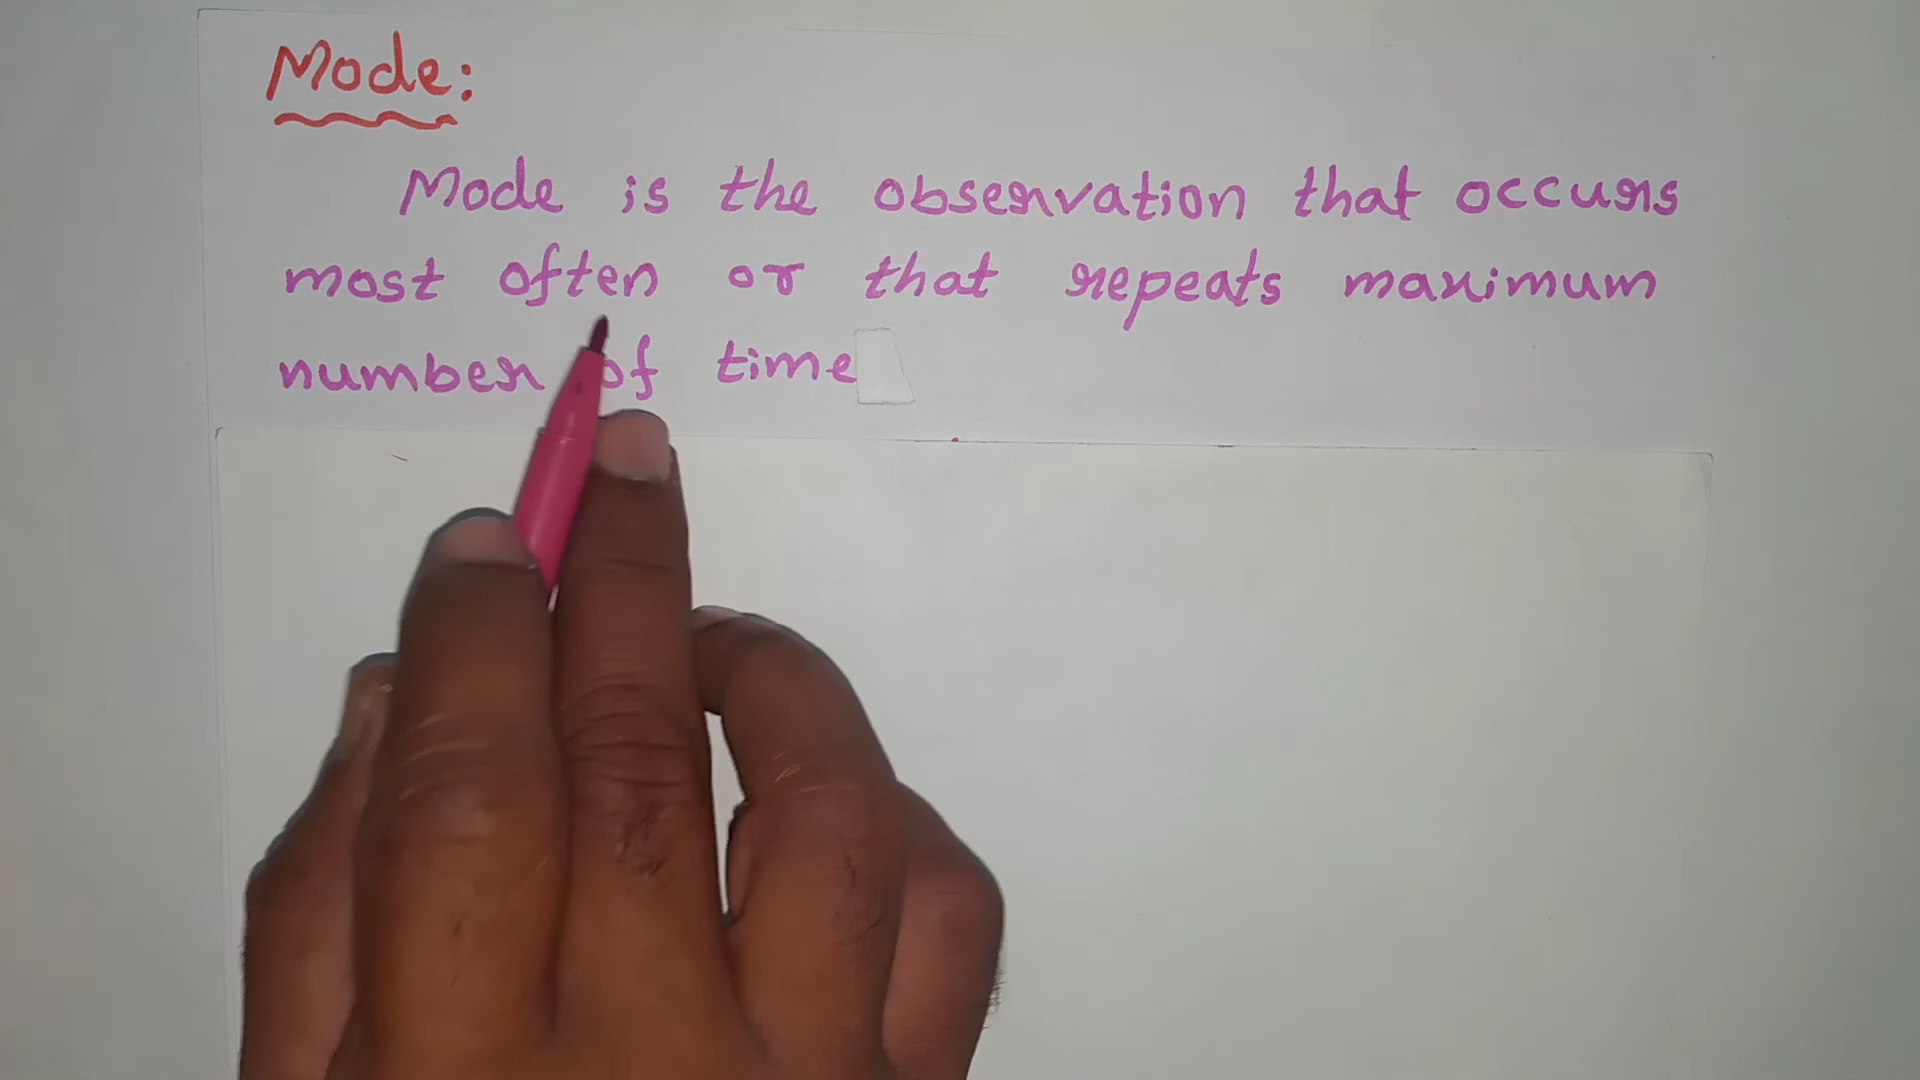 Mode:
Mode is the observation that occurs
most often or that repeats maximum
number of time